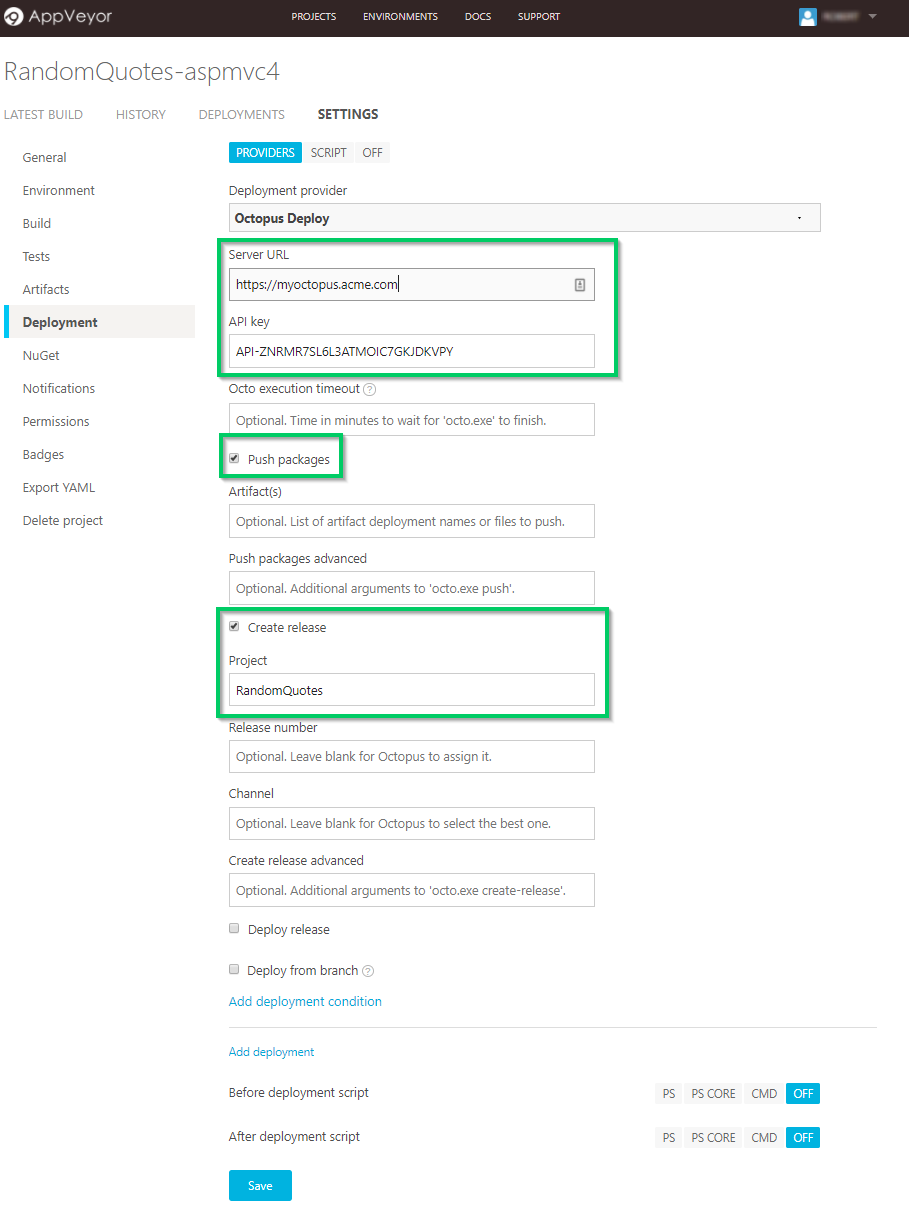 AppVeyor
PROJECTS ENVIRONMENTS DOCS SUPPORT
RandomQuotes-aspmvc4
LATEST BUILD HISTORY DEPLOYMENTS SETTINGS
General
Environment
Build
Tests
Artifacts
Deployment
NuGet
Notifications
Permissions
Badges
Export YAML
Delete project
PROVIDERS SCRIPT OFF
Deployment provider
Octopus Deploy
Server URL
https://myoctopus.acme.com
API key
API-ZNRMR7SL6L3ATMOIC7GKJDKVPY
Octo execution timeout ?
Optional. Time in minutes to wait for 'octo.exe' to finish.
Push packages
Artifact(s)
Optional. List of artifact deployment names or files to push.
Push packages advanced
Optional. Additional arguments to 'octo.exe push'.
Create release
Project
RandomQuotes
Release number
Optional. Leave blank for Octopus to assign it.
Channel
Optional. Leave blank for Octopus to select the best one.
Create release advanced
Optional. Additional arguments to 'octo.exe create-release'.
Deploy release
Deploy from branch ?
Add deployment condition
Add deployment
Before deployment script PS PS CORE CMD OFF
After deployment script PS PS CORE CMD OFF
Save